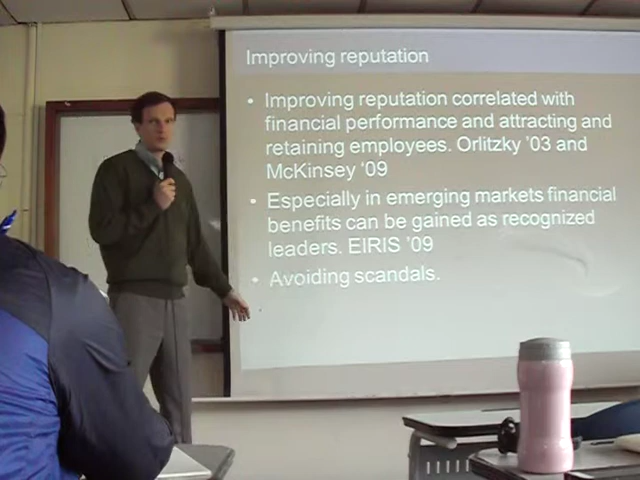 Improving reputation
• Improving reputation correlated with
financial performance and attracting and
retaining employees. Orlitzky '03 and
McKinsey '09
• Especially in emerging markets financial
benefits can be gained as recognized
leaders. EIRIS '09
• Avoiding scandals.